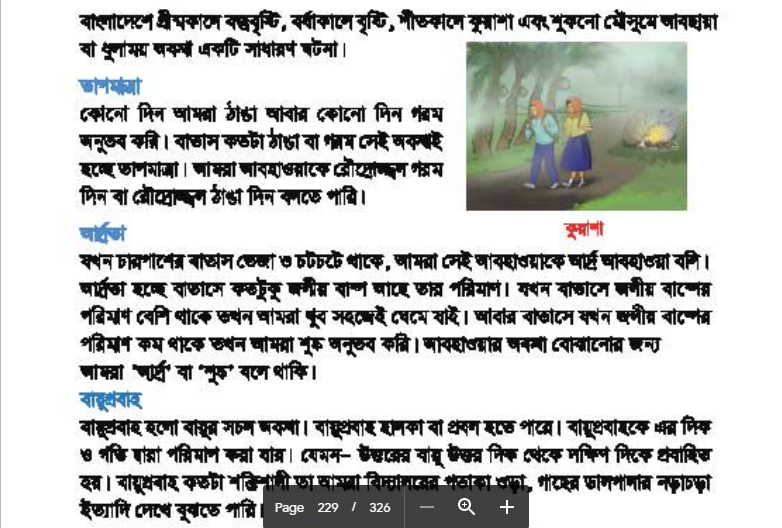 বাংলাদেশে গ্রীষ্মকালে বজ্রবৃষ্টি, বর্ষাকালে বৃষ্টি, শীতকালে কুয়াশা এবং শুকনো মৌসুমে আবছায়া
বা ধুলাময় অবস্থা একটি সাধারণ ঘটনা।
তাপমাত্রা
কোনো দিন আমরা ঠাণ্ডা আবার কোনো দিন গরম
অনুভব করি। বাতাস কতটা ঠাণ্ডা বা গরম সেই অবস্থাই
হচ্ছে তাপমাত্রা। আমরা আবহাওয়াকে রৌদ্রোজ্জ্বল গরম
দিন বা রৌদ্রোজ্জ্বল ঠাণ্ডা দিন বলতে পারি।
কুয়াশা
আর্দ্রতা
যখন চারপাশের বাতাস ভেজা ও চটচটে থাকে, আমরা সেই আবহাওয়াকে আর্দ্র আবহাওয়া বলি।
আর্দ্রতা হচ্ছে বাতাসে কতটুকু জলীয় বাষ্প আছে তার পরিমাণ। যখন বাতাসে জলীয় বাষ্পের
পরিমাণ বেশি থাকে তখন আমরা খুব সহজেই ঘেমে যাই। আবার বাতাসে যখন জলীয় বাষ্পের
পরিমাণ কম থাকে তখন আমরা শুষ্ক অনুভব করি। আবহাওয়ার অবস্থা বোঝানোর জন্য
আমরা ‘আর্দ্র’ বা ‘শুষ্ক’ বলে থাকি।
বায়ুপ্রবাহ
বায়ুপ্রবাহ হলো বায়ুর সচল অবস্থা। বায়ুপ্রবাহ হালকা বা প্রবল হতে পারে। বায়ুপ্রবাহকে এর দিক
ও গতি দ্বারা পরিমাপ করা যায়। যেমন– উত্তরের বায়ু উত্তর দিক থেকে দক্ষিণ দিকে প্রবাহিত
হয়। বায়ুপ্রবাহ কতটা শক্তিশালী তা আমরা বিদ্যালয়ের পতাকা ওড়া, গাছের ডালপালার নড়াচড়া
ইত্যাদি দেখে বুঝতে পারি।
Page 229 / 326